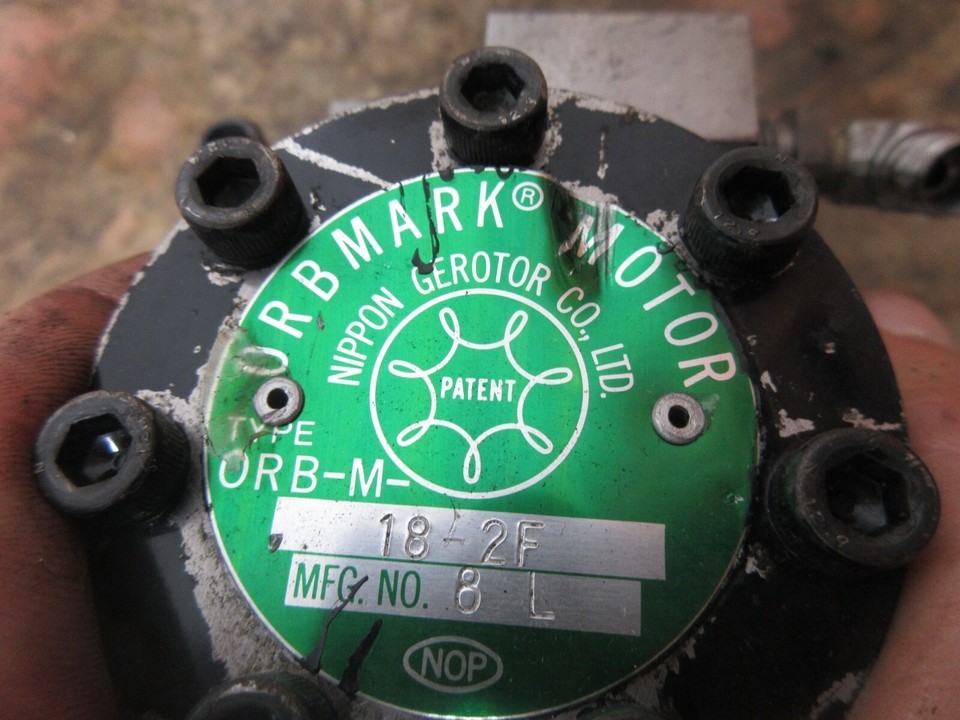 ORBMARK® MOTOR
NIPPON GEROTOR CO., LTD.
PATENT
TYPE
ORB-M-
18-2F
MFG. NO. 8 L
NOP